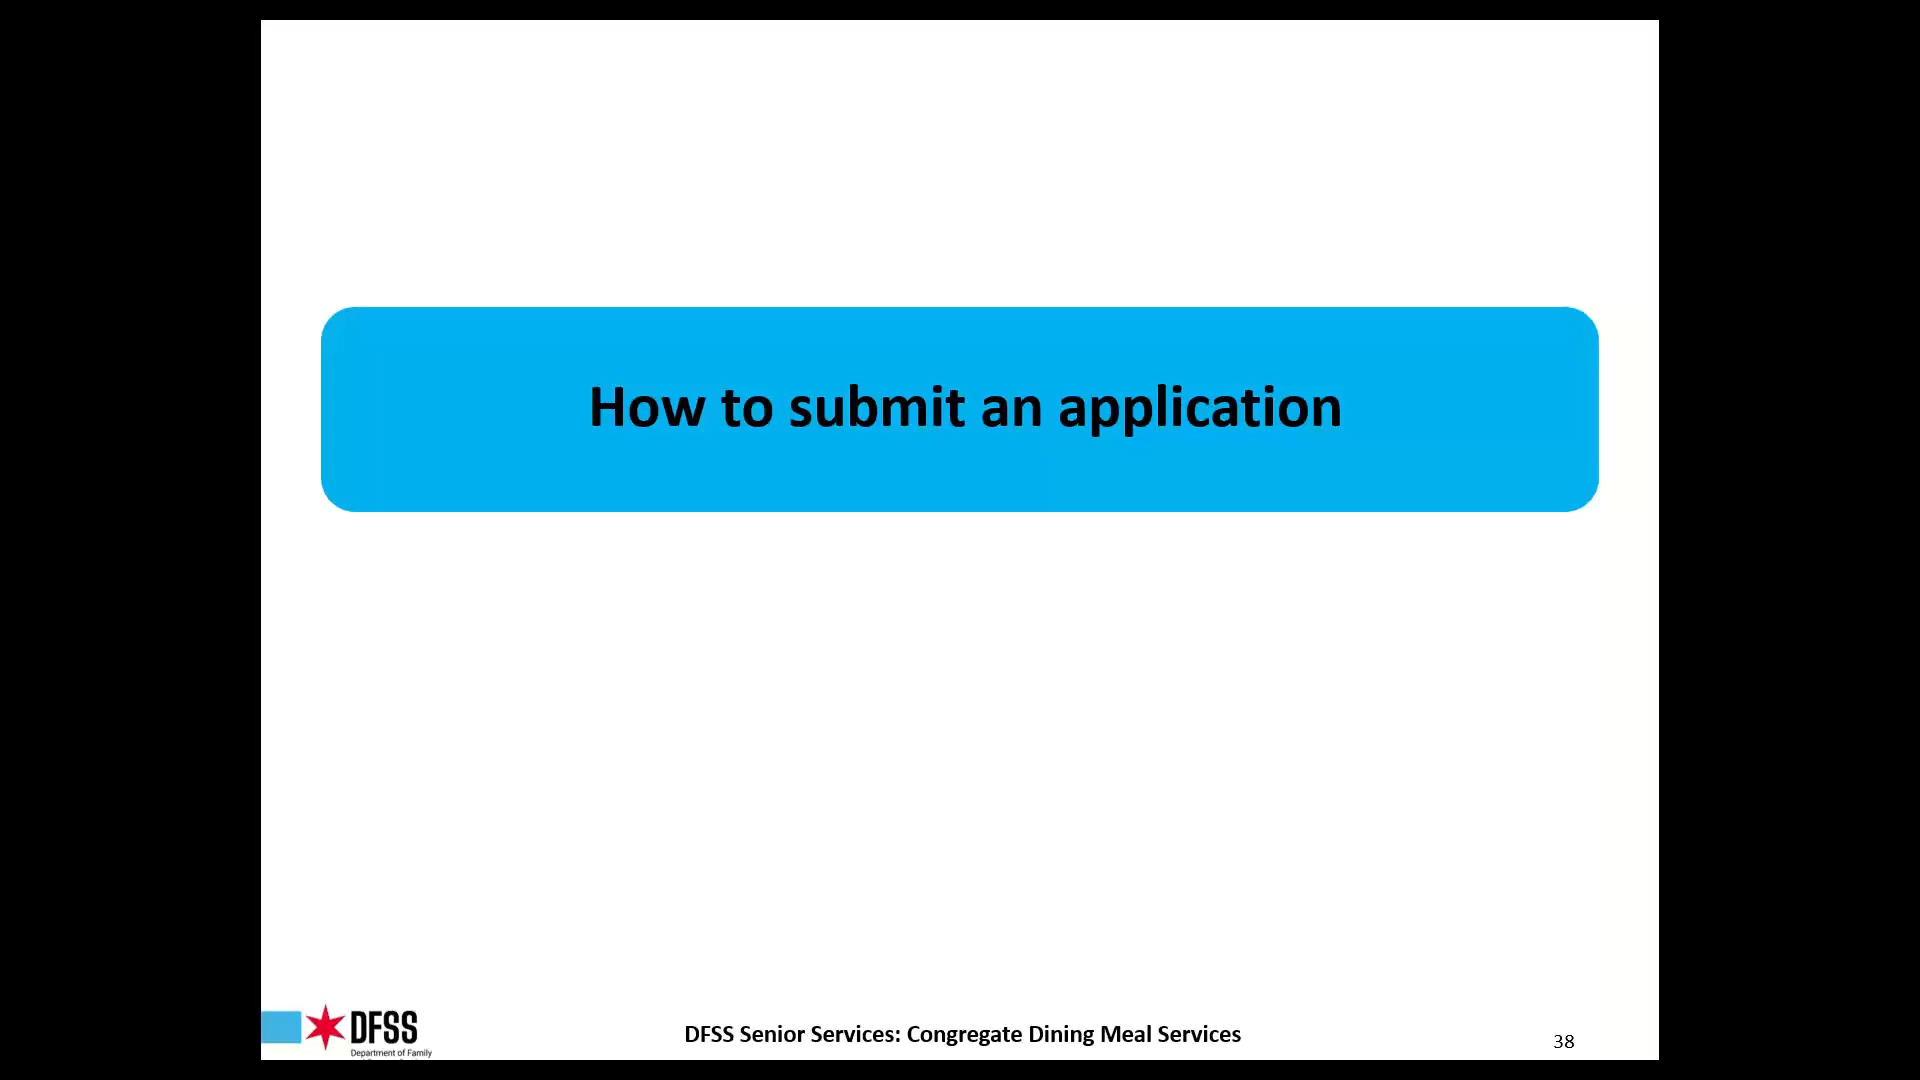 How to submit an application
DFSS
Department of Family
DFSS Senior Services: Congregate Dining Meal Services
38